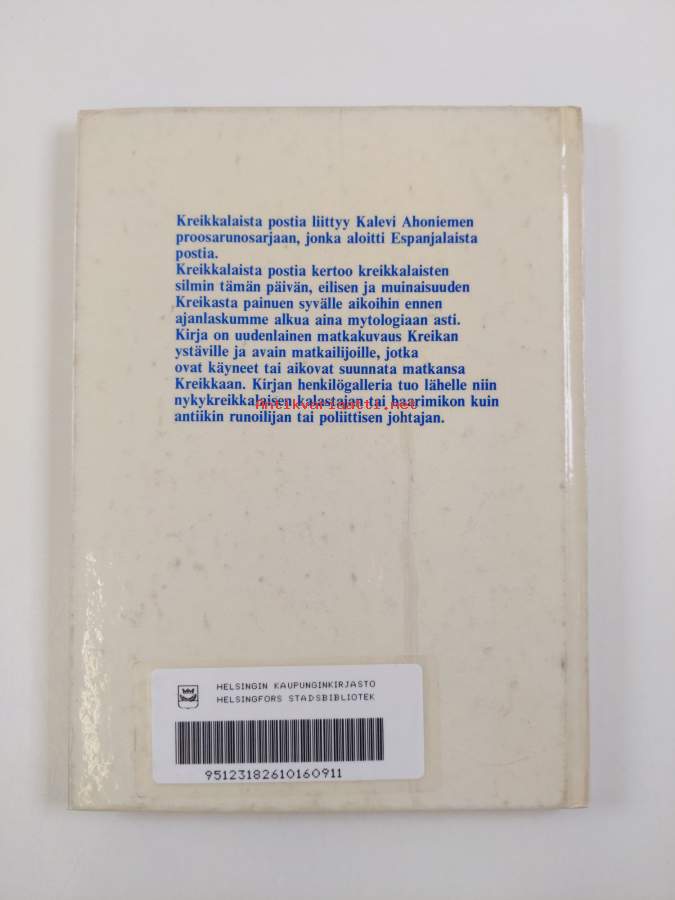 Kreikkalaista postia liittyy Kalevi Ahoniemen
proosarunosarjaan, jonka aloitti Espanjalaista
postia.
Kreikkalaista postia kertoo kreikkalaisten
silmin tämän päivän, eilisen ja muinaisuuden
Kreikasta painuen syvälle aikoihin ennen
ajanlaskumme alkua aina mytologiaan asti.
Kirja on uudenlainen matkakuvaus Kreikan
ystäville ja avain matkailijoille, jotka
ovat käyneet tai aikovat suunnata matkansa
Kreikkaan. Kirjan henkilögalleria tuo lähelle niin
nykykreikkalaisen kalastajan tai baarimikon kuin
Antikvariaatti.net
antiikin runoilijan tai poliittisen johtajan.
HELSINGIN KAUPUNGINKIRJASTO
HELSINGFORS STADSBIBLIOTEK
95123182610160911